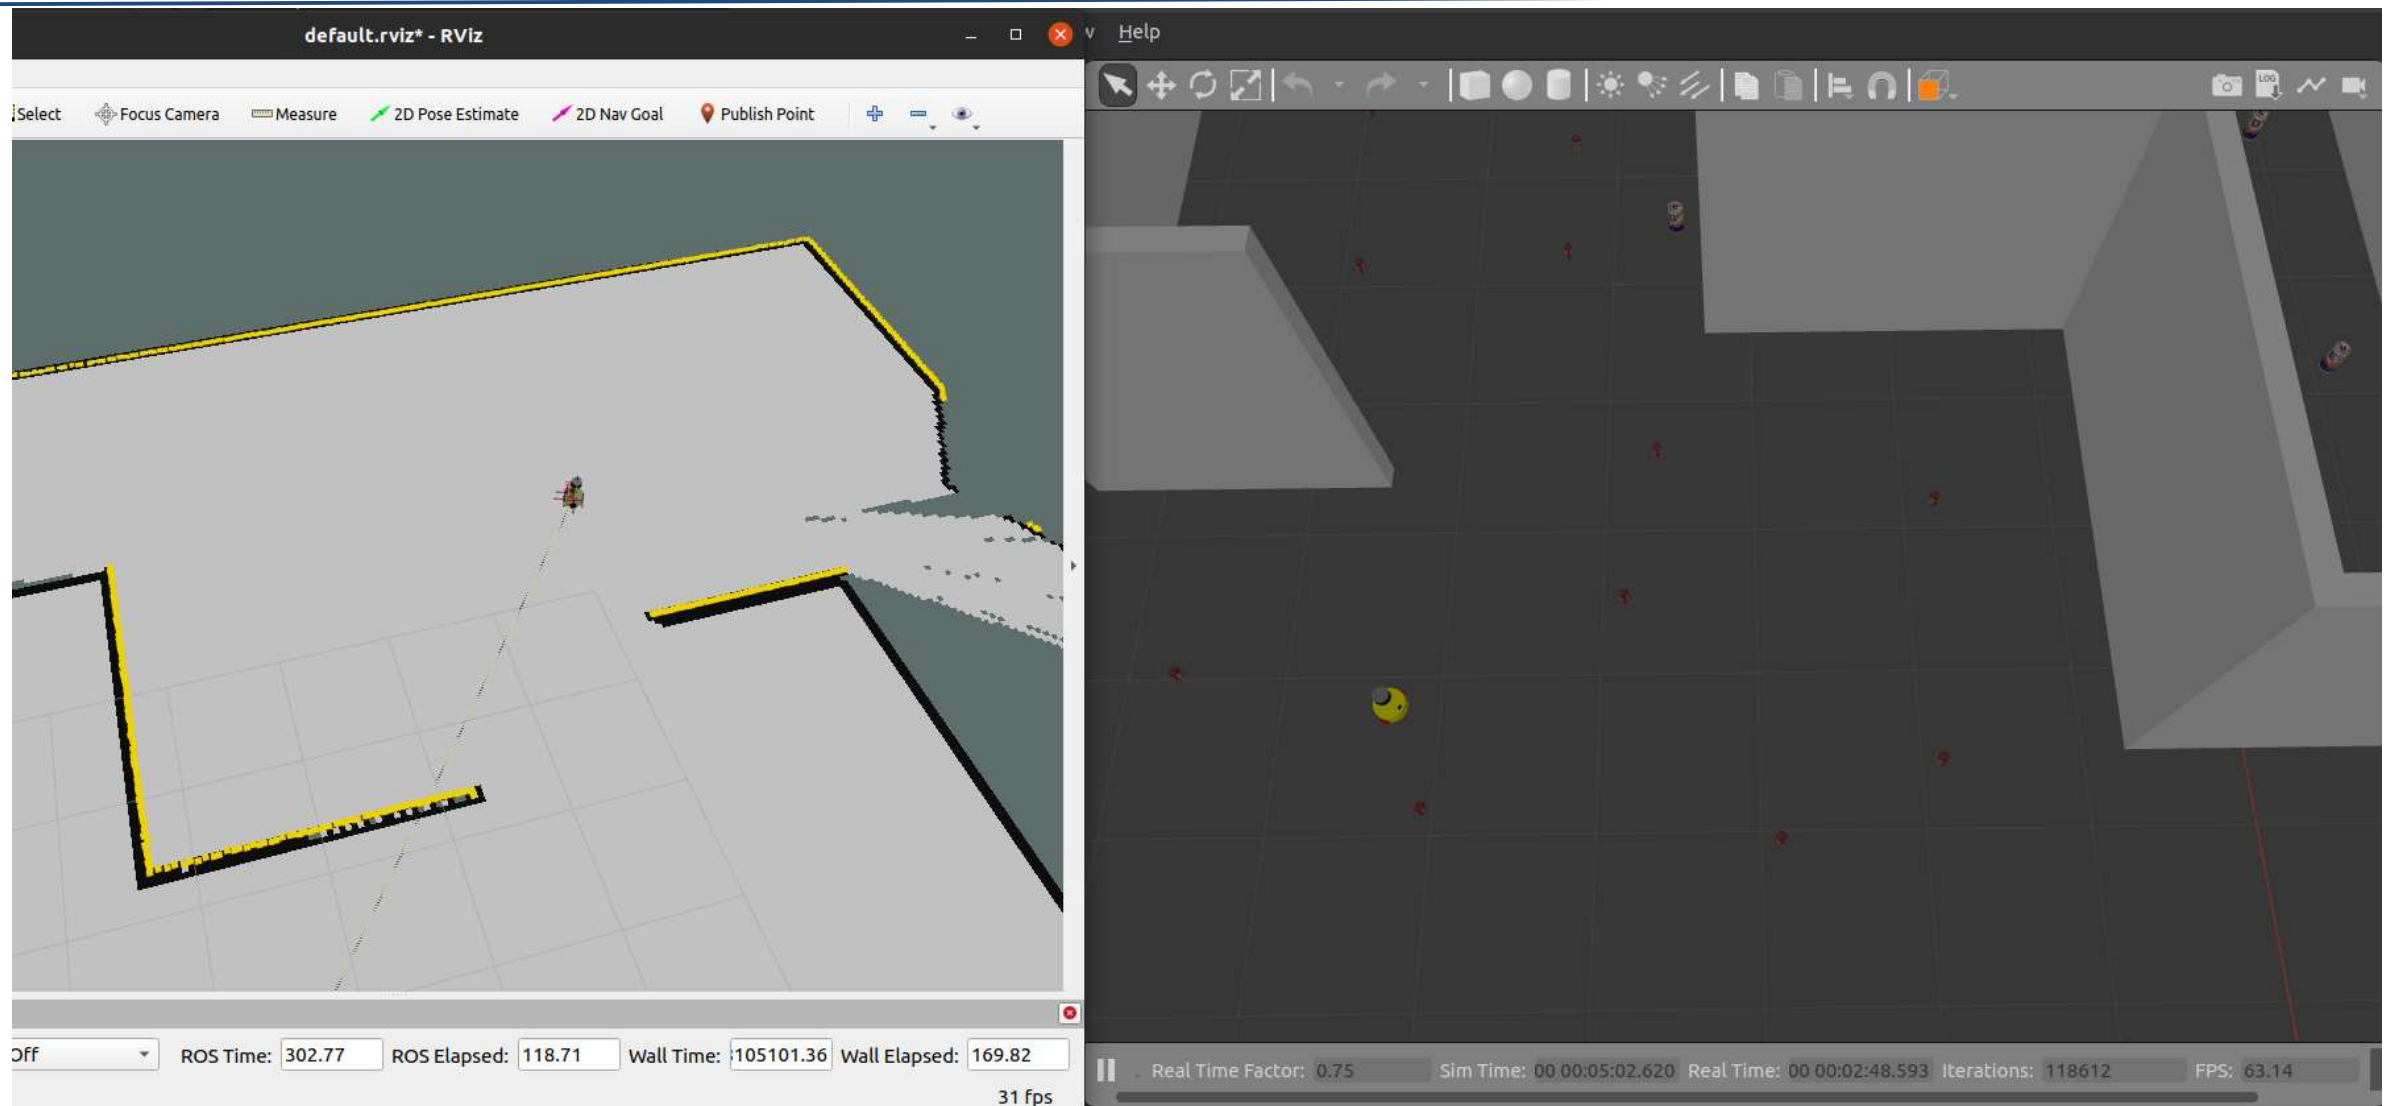 default.rviz* - RViz
Help
LOG
Select Focus Camera Measure 2D Pose Estimate 2D Nav Goal Publish Point
Off ROS Time: 302.77 ROS Elapsed: 118.71 Wall Time: 105101.36 Wall Elapsed: 169.82
31 fps
Real Time Factor: 0.75 Sim Time: 00 00:05:02.620 Real Time: 00 00:02:48.593 Iterations: 118612 FPS: 63.14